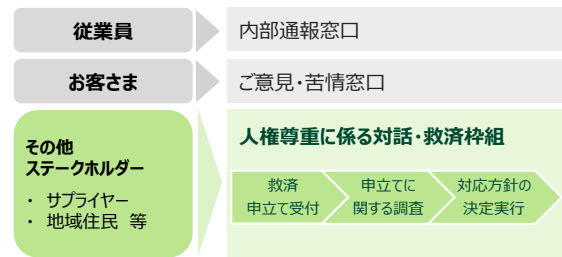 従業員
内部通報窓口
お客さま
ご意見・苦情窓口
その他
ステークホルダー
・ サプライヤー
・ 地域住民 等
人権尊重に係る対話・救済枠組
救済
申立て受付
申立てに
関する調査
対応方針の
決定実行